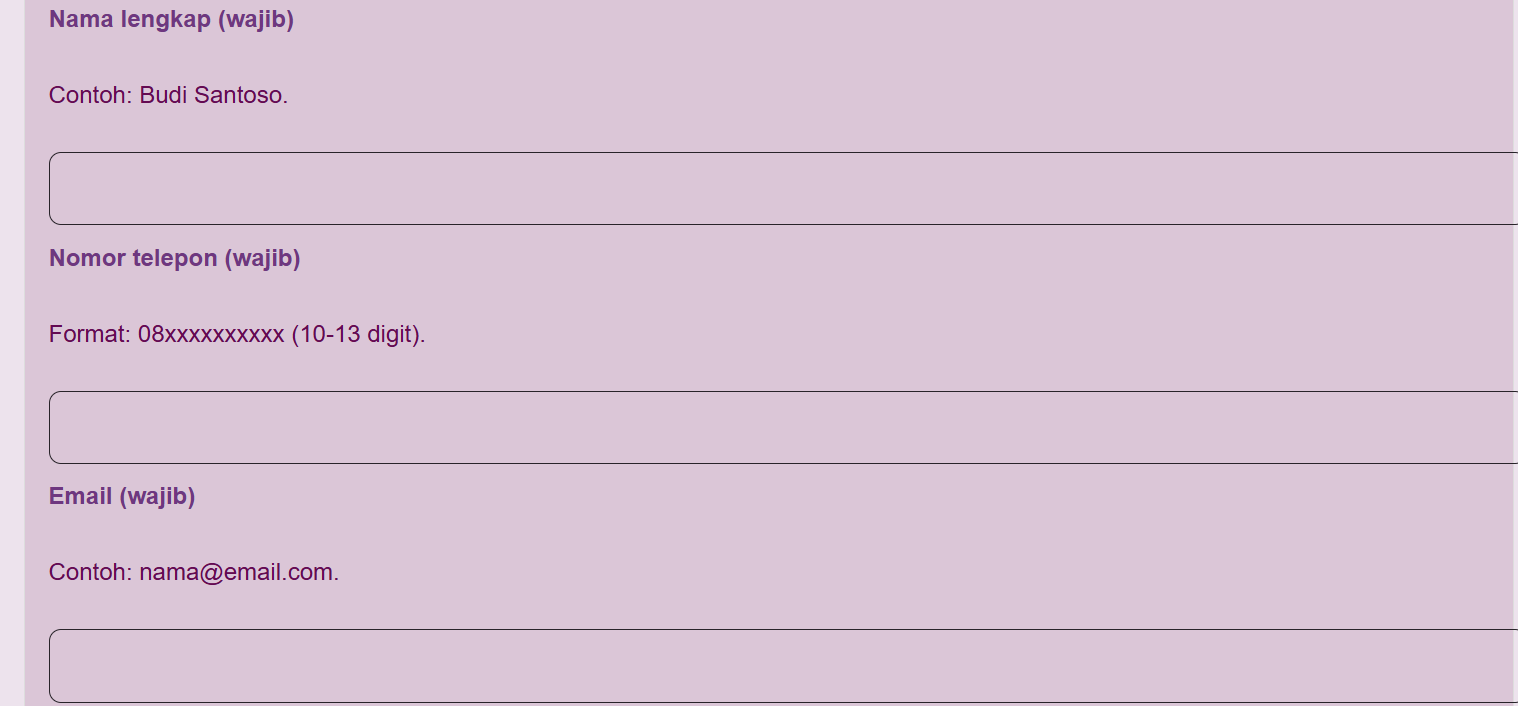 Nama lengkap (wajib)
Contoh: Budi Santoso.
Nomor telepon (wajib)
Format: 08xxxxxxxxxx (10-13 digit).
Email (wajib)
Contoh: nama@email.com.